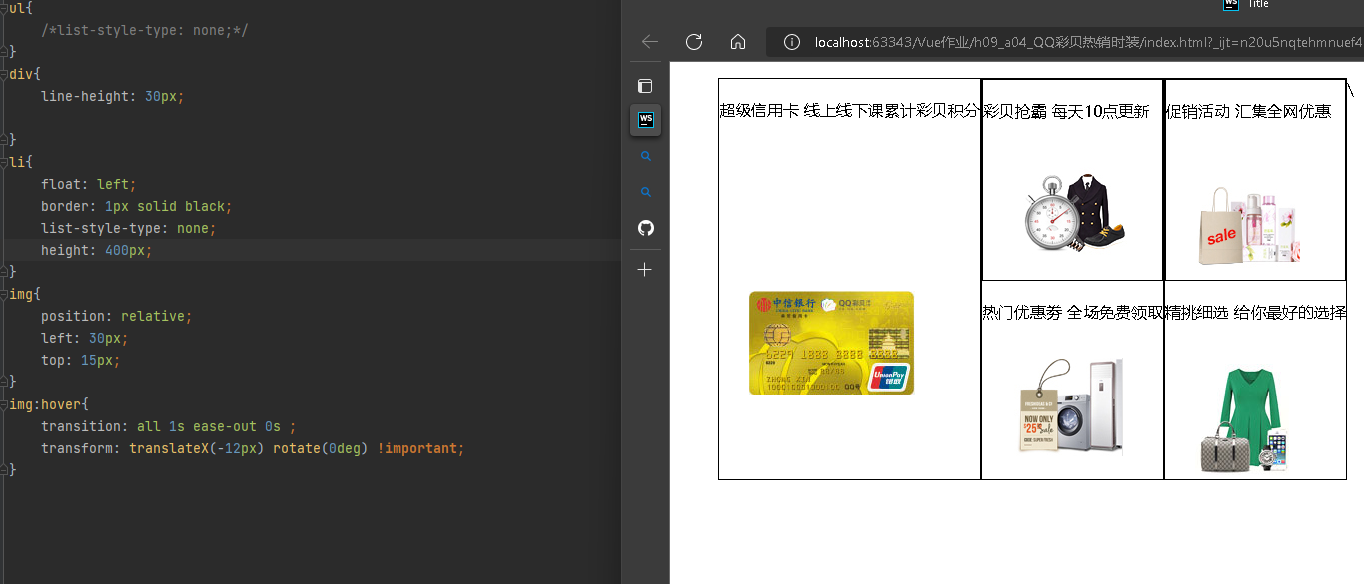 ul{
/*list-style-type: none;*/
}
div{
line-height: 30px;
}
li{
float: left;
border: 1px solid black;
list-style-type: none;
height: 400px;
}
img{
position: relative;
left: 30px;
top: 15px;
}
img:hover{
transition: all 1s ease-out 0s ;
transform: translateX(-12px) rotate(0deg) !important;
}
WS Title
localhost:63343/Vue作业/h09_a04_QQ彩贝热销时装/index.html?_ijt=n20u5nqtehmnuef4
WS
超级信用卡 线上线下课累计彩贝积分
彩贝抢霸 每天10点更新
促销活动 汇集全网优惠
\
sale
中信银行
QQ彩贝
6229 1888 8888 8888
UnionPay
银联
热门优惠劵 全场免费领取
精挑细选 给你最好的选择
NOW ONLY
$25 Sale